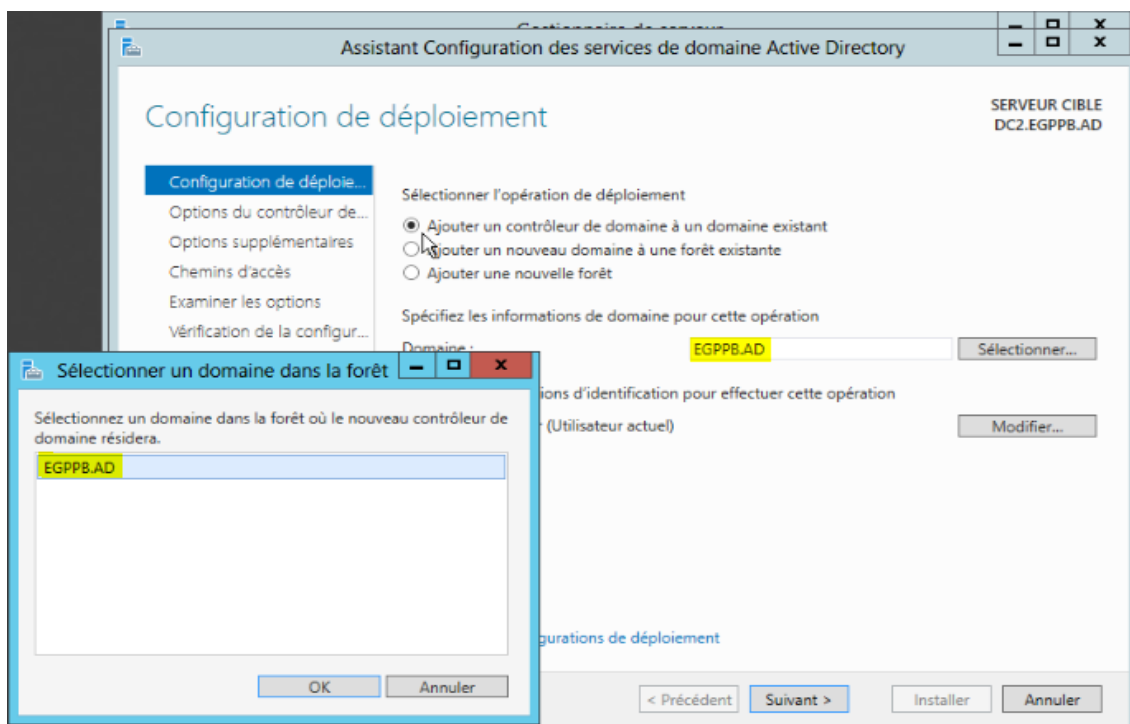 Assistant Configuration des services de domaine Active Directory
Configuration de déploiement
SERVEUR CIBLE
DC2.EGPPB.AD
Configuration de déploie...
Options du contrôleur de...
Options supplémentaires
Chemins d'accès
Examiner les options
Vérification de la configur...
Sélectionner l'opération de déploiement
Ajouter un contrôleur de domaine à un domaine existant
Ajouter un nouveau domaine à une forêt existante
Ajouter une nouvelle forêt
Spécifiez les informations de domaine pour cette opération
Domaine :
EGPPB.AD
Sélectionner...
ions d'identification pour effectuer cette opération
(Utilisateur actuel)
Modifier...
gurations de déploiement
< Précédent
Suivant >
Installer
Annuler
Sélectionner un domaine dans la forêt
Sélectionnez un domaine dans la forêt où le nouveau contrôleur de
domaine résidera.
EGPPB.AD
OK
Annuler